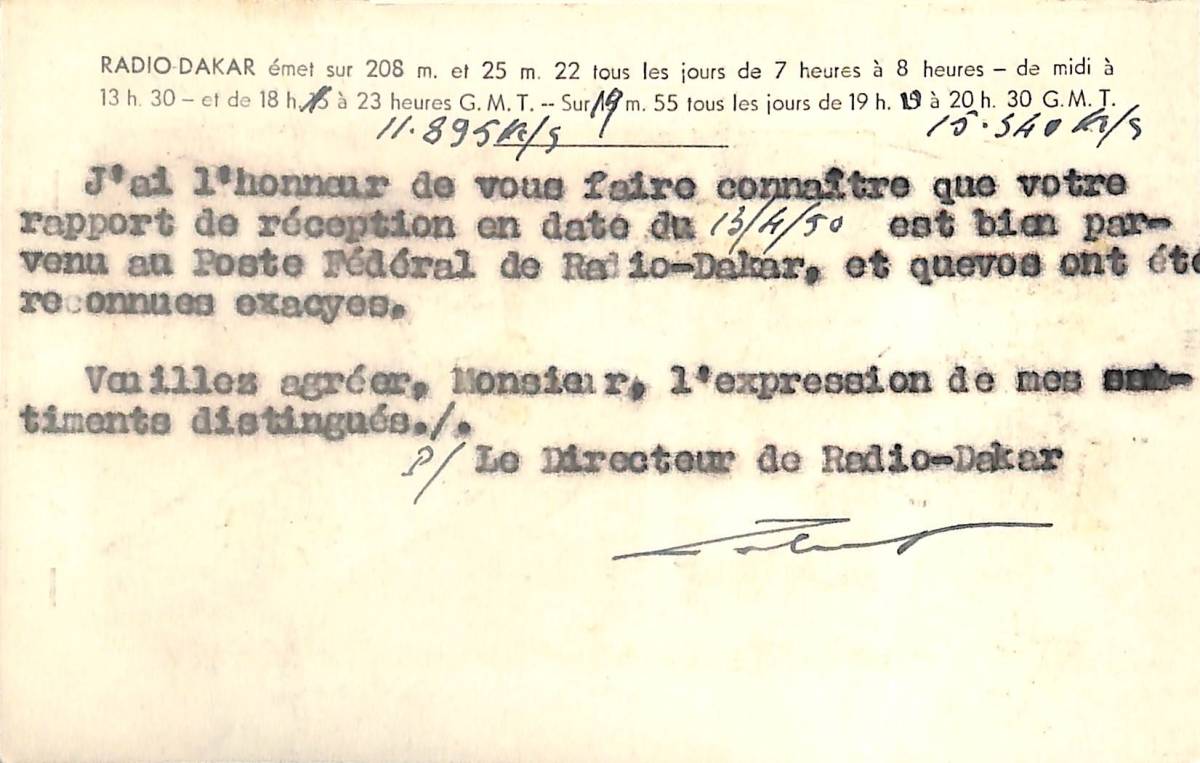 RADIO-DAKAR émet sur 208 m. et 25 m. 22 tous les jours de 7 heures à 8 heures – de midi à
13 h. 30 – et de 18 h. à 23 heures G. M. T. -- Sur 19 m. 55 tous les jours de 19 h. 19 à 20 h. 30 G.M.T.
11.895 K/s 15.340 K/s
J'ai l'honneur de vous faire connaître que votre
rapport de réception en date du 13/4/50 est bien par-
venu au Poste Fédéral de Radio-Dakar, et quevos ont été
reconnues exacyes.
Veuillez agréer, Monsieur, l'expression de mes sen-
timents distingués./.
P/ Le Directeur de Radio-Dakar